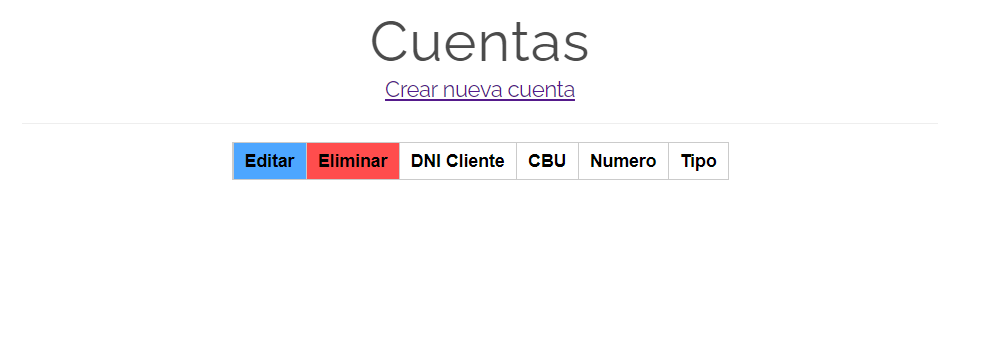 Cuentas
Crear nueva cuenta
Editar Eliminar DNI Cliente CBU Numero Tipo